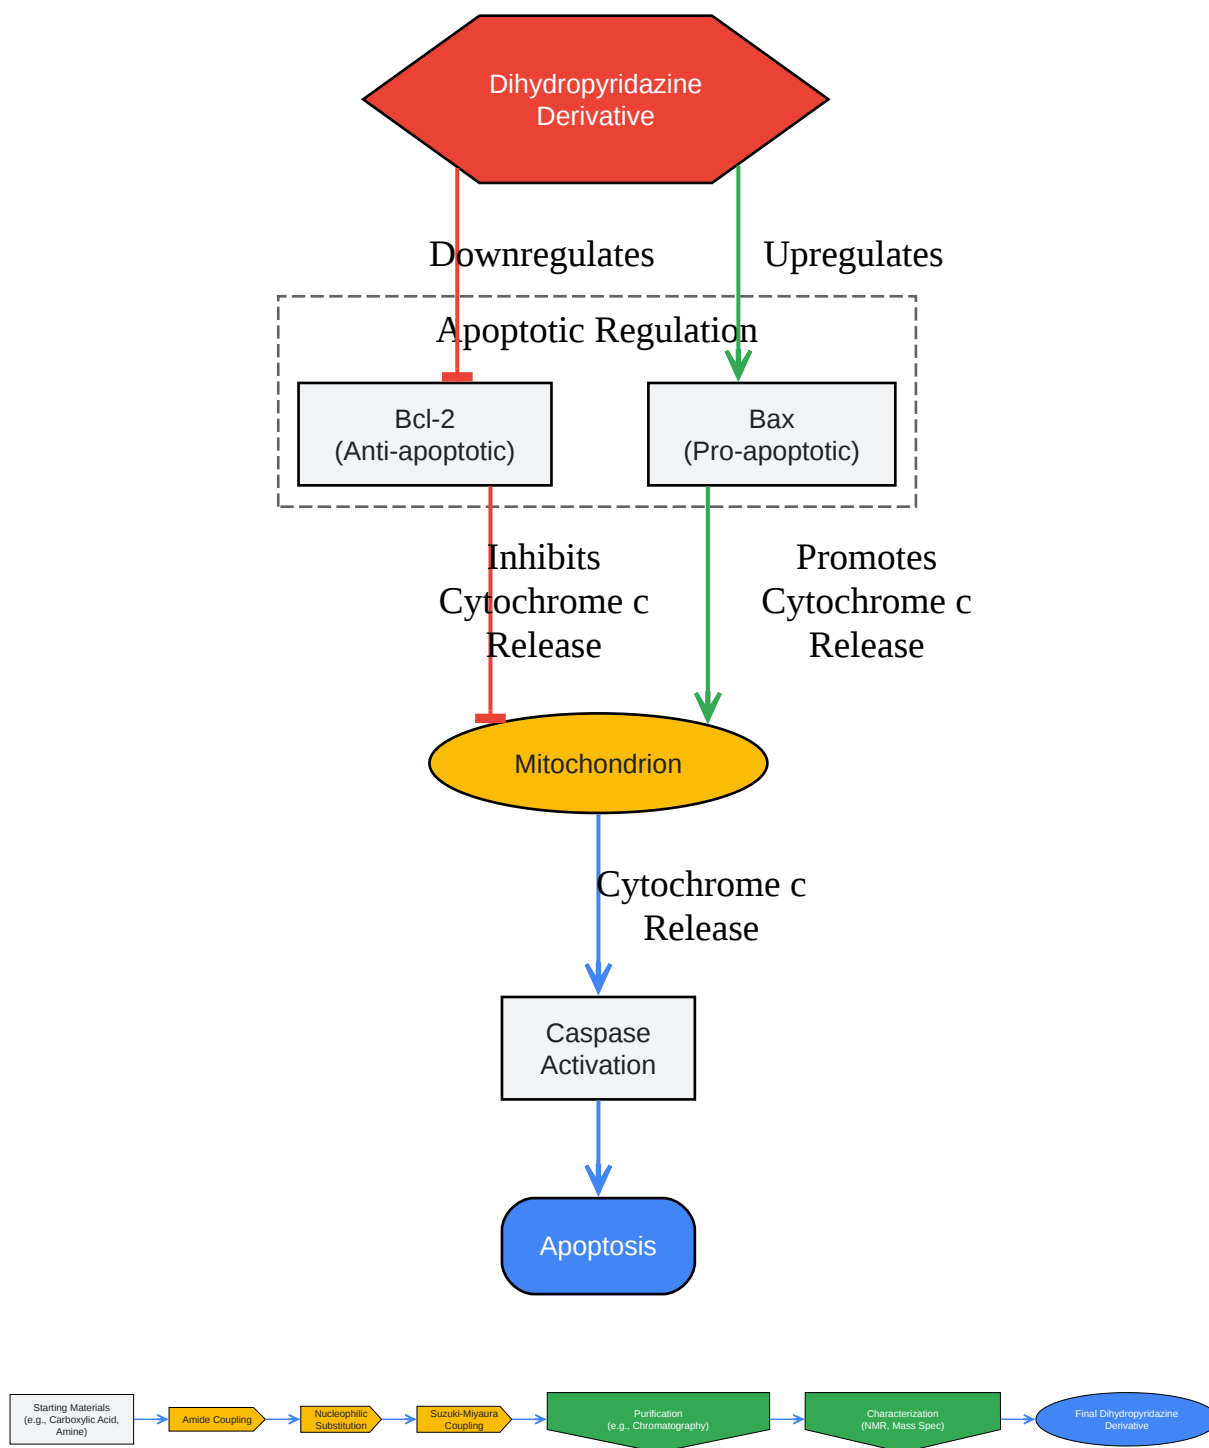 Dihydropyridazine
Derivative
Downregulates
Upregulates
Apoptotic Regulation
Bcl-2
(Anti-apoptotic)
Bax
(Pro-apoptotic)
Inhibits
Cytochrome c
Release
Promotes
Cytochrome c
Release
Mitochondrion
Cytochrome c
Release
Caspase
Activation
Apoptosis
Starting Materials
(e.g., Carboxylic Acid,
Amine)
Amide Coupling
Nucleophilic
Substitution
Suzuki-Miyaura
Coupling
Purification
(e.g., Chromatography)
Characterization
(NMR, Mass Spec)
Final Dihydropyridazine
Derivative